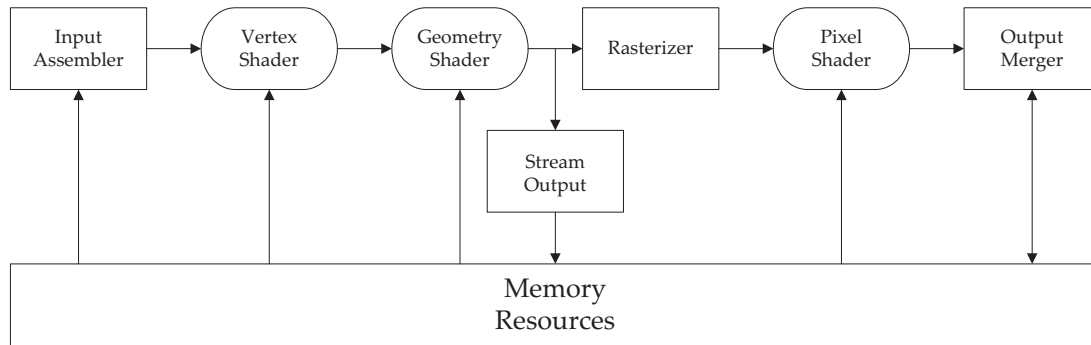 Input
Assembler
Vertex
Shader
Geometry
Shader
Rasterizer
Pixel
Shader
Output
Merger
Stream
Output
Memory
Resources